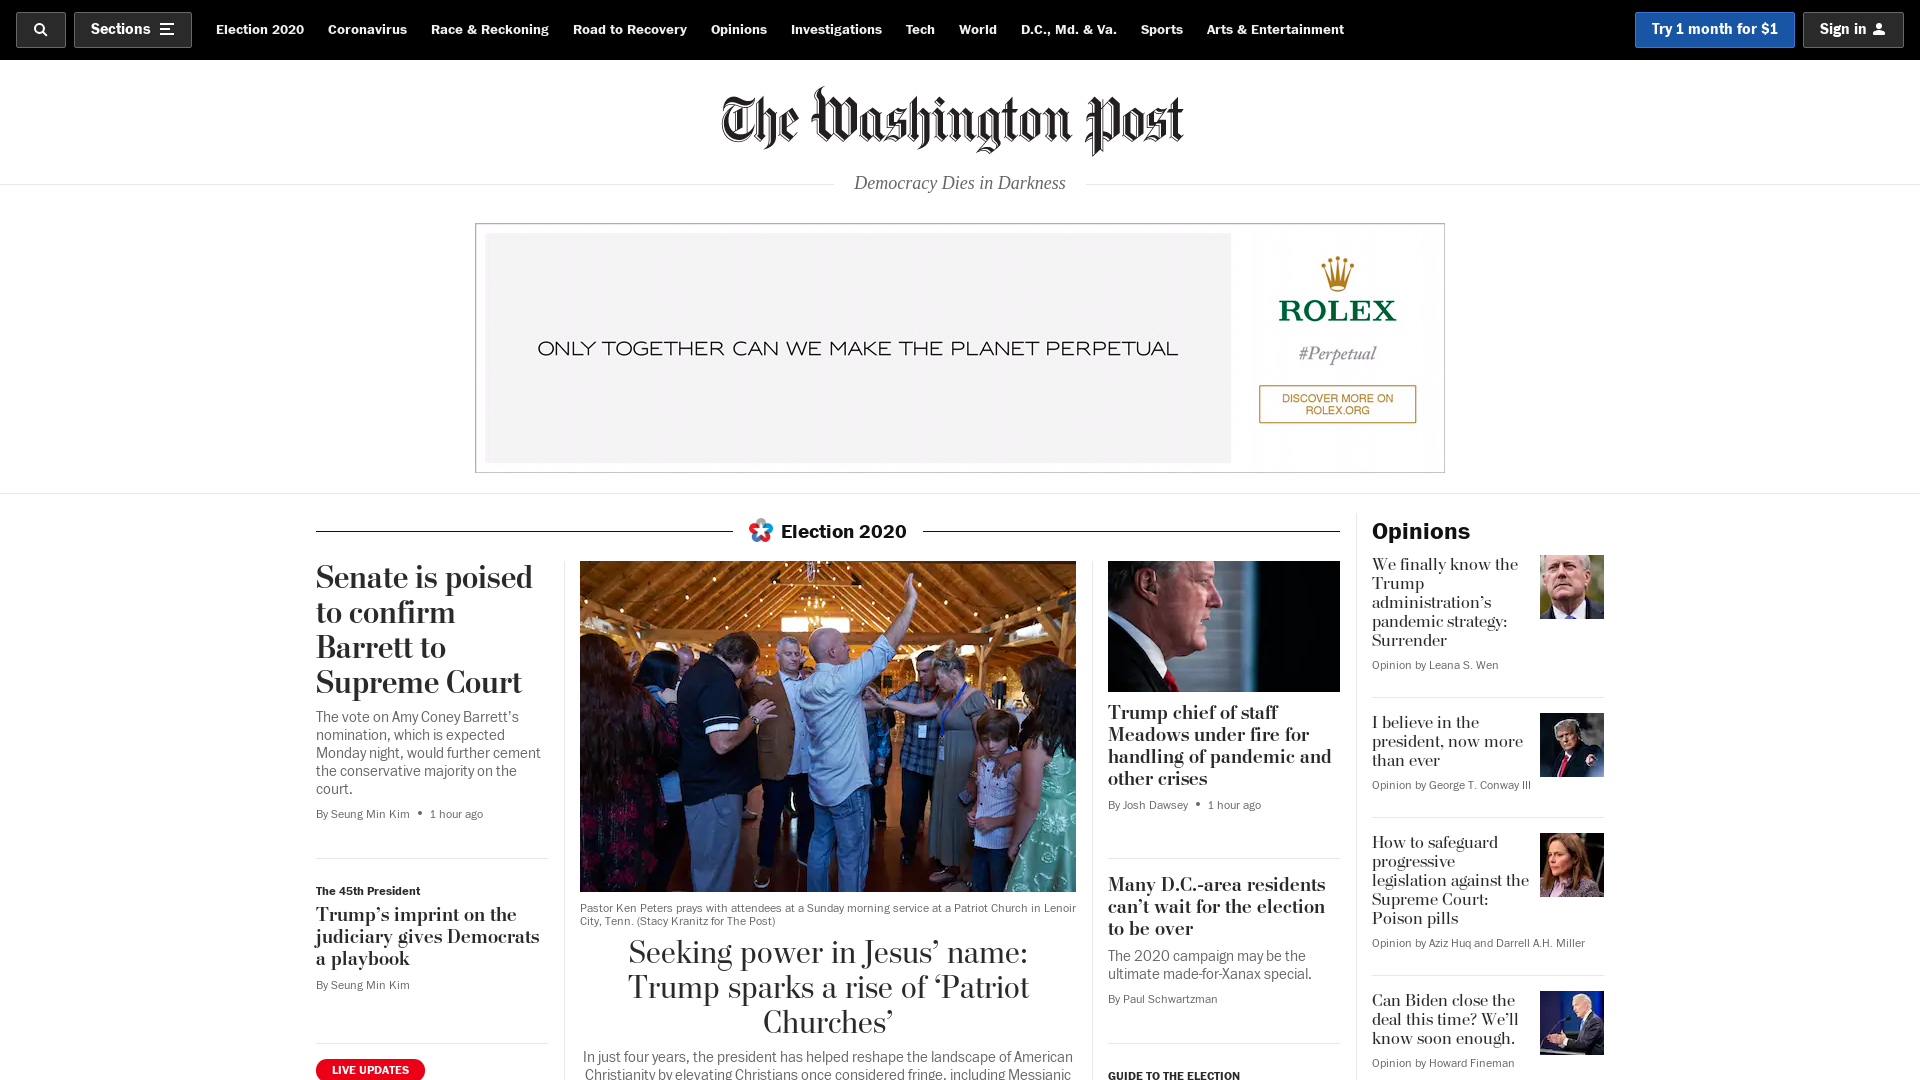 Sections
Election 2020
Coronavirus
Race & Reckoning
Road to Recovery
Opinions
Investigations
Tech
World
D.C., Md. & Va.
Sports
Arts & Entertainment
Try 1 month for $1
Sign in
The Washington Post
Democracy Dies in Darkness
ONLY TOGETHER CAN WE MAKE THE PLANET PERPETUAL
ROLEX
#Perpetual
DISCOVER MORE ON
ROLEX.ORG
Election 2020
Senate is poised
to confirm
Barrett to
Supreme Court
The vote on Amy Coney Barrett’s
nomination, which is expected
Monday night, would further cement
the conservative majority on the
court.
By Seung Min Kim • 1 hour ago
The 45th President
Trump’s imprint on the
judiciary gives Democrats
a playbook
By Seung Min Kim
LIVE UPDATES
Pastor Ken Peters prays with attendees at a Sunday morning service at a Patriot Church in Lenoir
City, Tenn. (Stacy Kranitz for The Post)
Seeking power in Jesus’ name:
Trump sparks a rise of ‘Patriot
Churches’
In just four years, the president has helped reshape the landscape of American
Christianity by elevating Christians once considered fringe, including Messianic
Trump chief of staff
Meadows under fire for
handling of pandemic and
other crises
By Josh Dawsey • 1 hour ago
Many D.C.-area residents
can’t wait for the election
to be over
The 2020 campaign may be the
ultimate made-for-Xanax special.
By Paul Schwartzman
GUIDE TO THE ELECTION
Opinions
We finally know the
Trump
administration’s
pandemic strategy:
Surrender
Opinion by Leana S. Wen
I believe in the
president, now more
than ever
Opinion by George T. Conway III
How to safeguard
progressive
legislation against the
Supreme Court:
Poison pills
Opinion by Aziz Huq and Darrell A.H. Miller
Can Biden close the
deal this time? We’ll
know soon enough.
Opinion by Howard Fineman